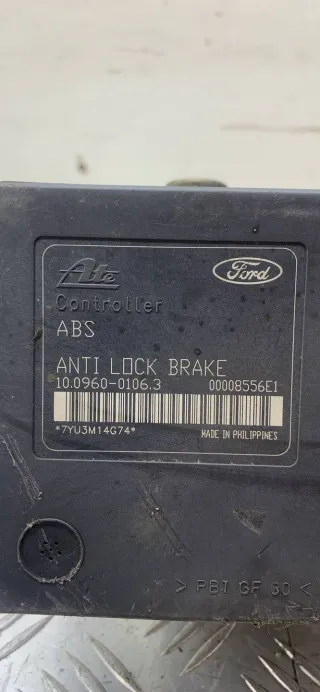 Ate
Ford
Controller
ABS
ANTI LOCK BRAKE
10.0960-0106.3 00008556E1
*7YU3M14G74* MADE IN PHILIPPINES
> PBT GF 30 <